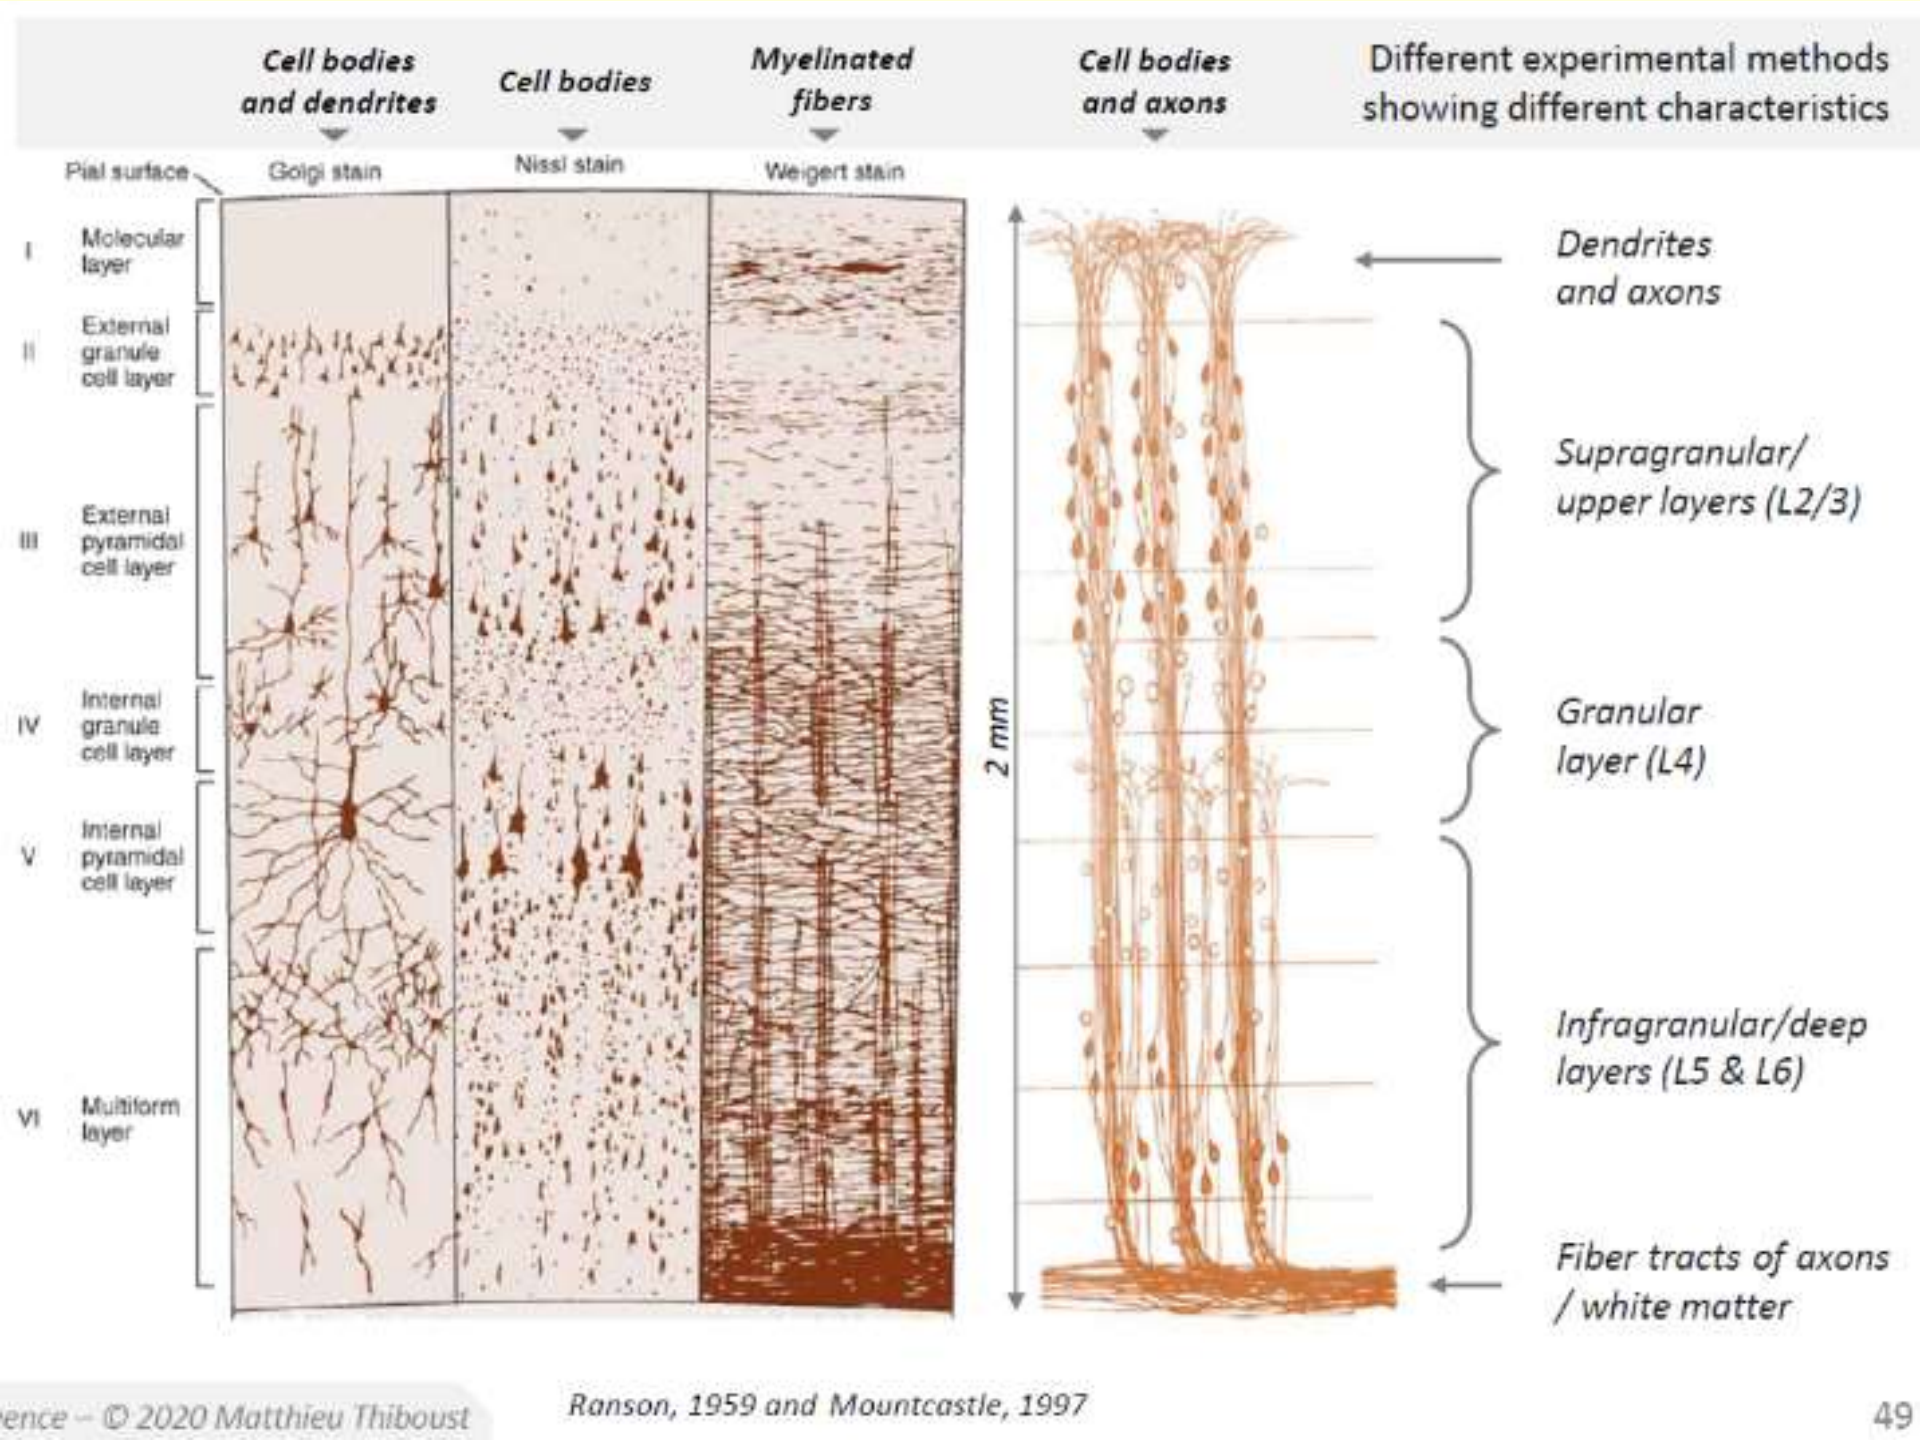 Cell bodies
and dendrites
Cell bodies
Myelinated
fibers
Cell bodies
and axons
Different experimental methods
showing different characteristics
Pial surface
Golgi stain
Nissl stain
Weigert stain
I
Molecular
layer
II
External
granule
cell layer
III
External
pyramidal
cell layer
IV
Internal
granule
cell layer
V
Internal
pyramidal
cell layer
VI
Multiform
layer
2 mm
Dendrites
and axons
Supragranular/
upper layers (L2/3)
Granular
layer (L4)
Infragranular/deep
layers (L5 & L6)
Fiber tracts of axons
/ white matter
Ranson, 1959 and Mountcastle, 1997
– © 2020 Matthieu Thiboust
49